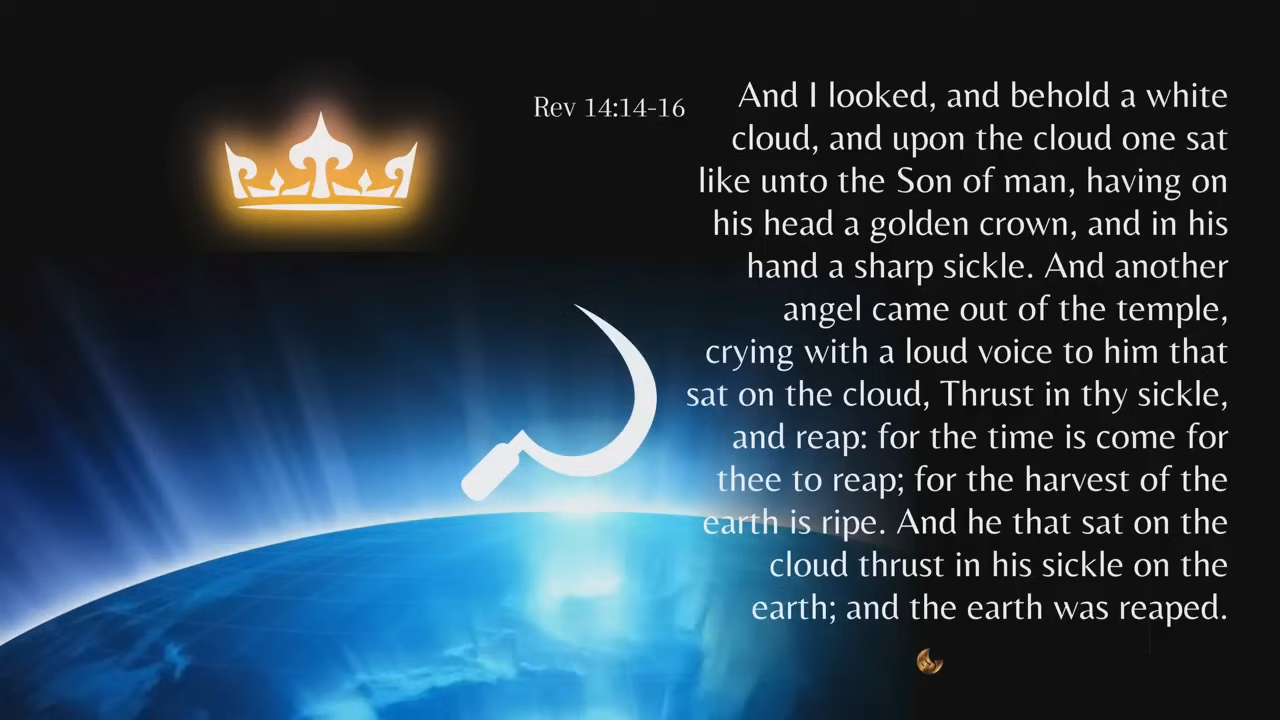 Rev 14:14-16
And I looked, and behold a white
cloud, and upon the cloud one sat
like unto the Son of man, having on
his head a golden crown, and in his
hand a sharp sickle. And another
angel came out of the temple,
crying with a loud voice to him that
sat on the cloud, Thrust in thy sickle,
and reap: for the time is come for
thee to reap; for the harvest of the
earth is ripe. And he that sat on the
cloud thrust in his sickle on the
earth; and the earth was reaped.